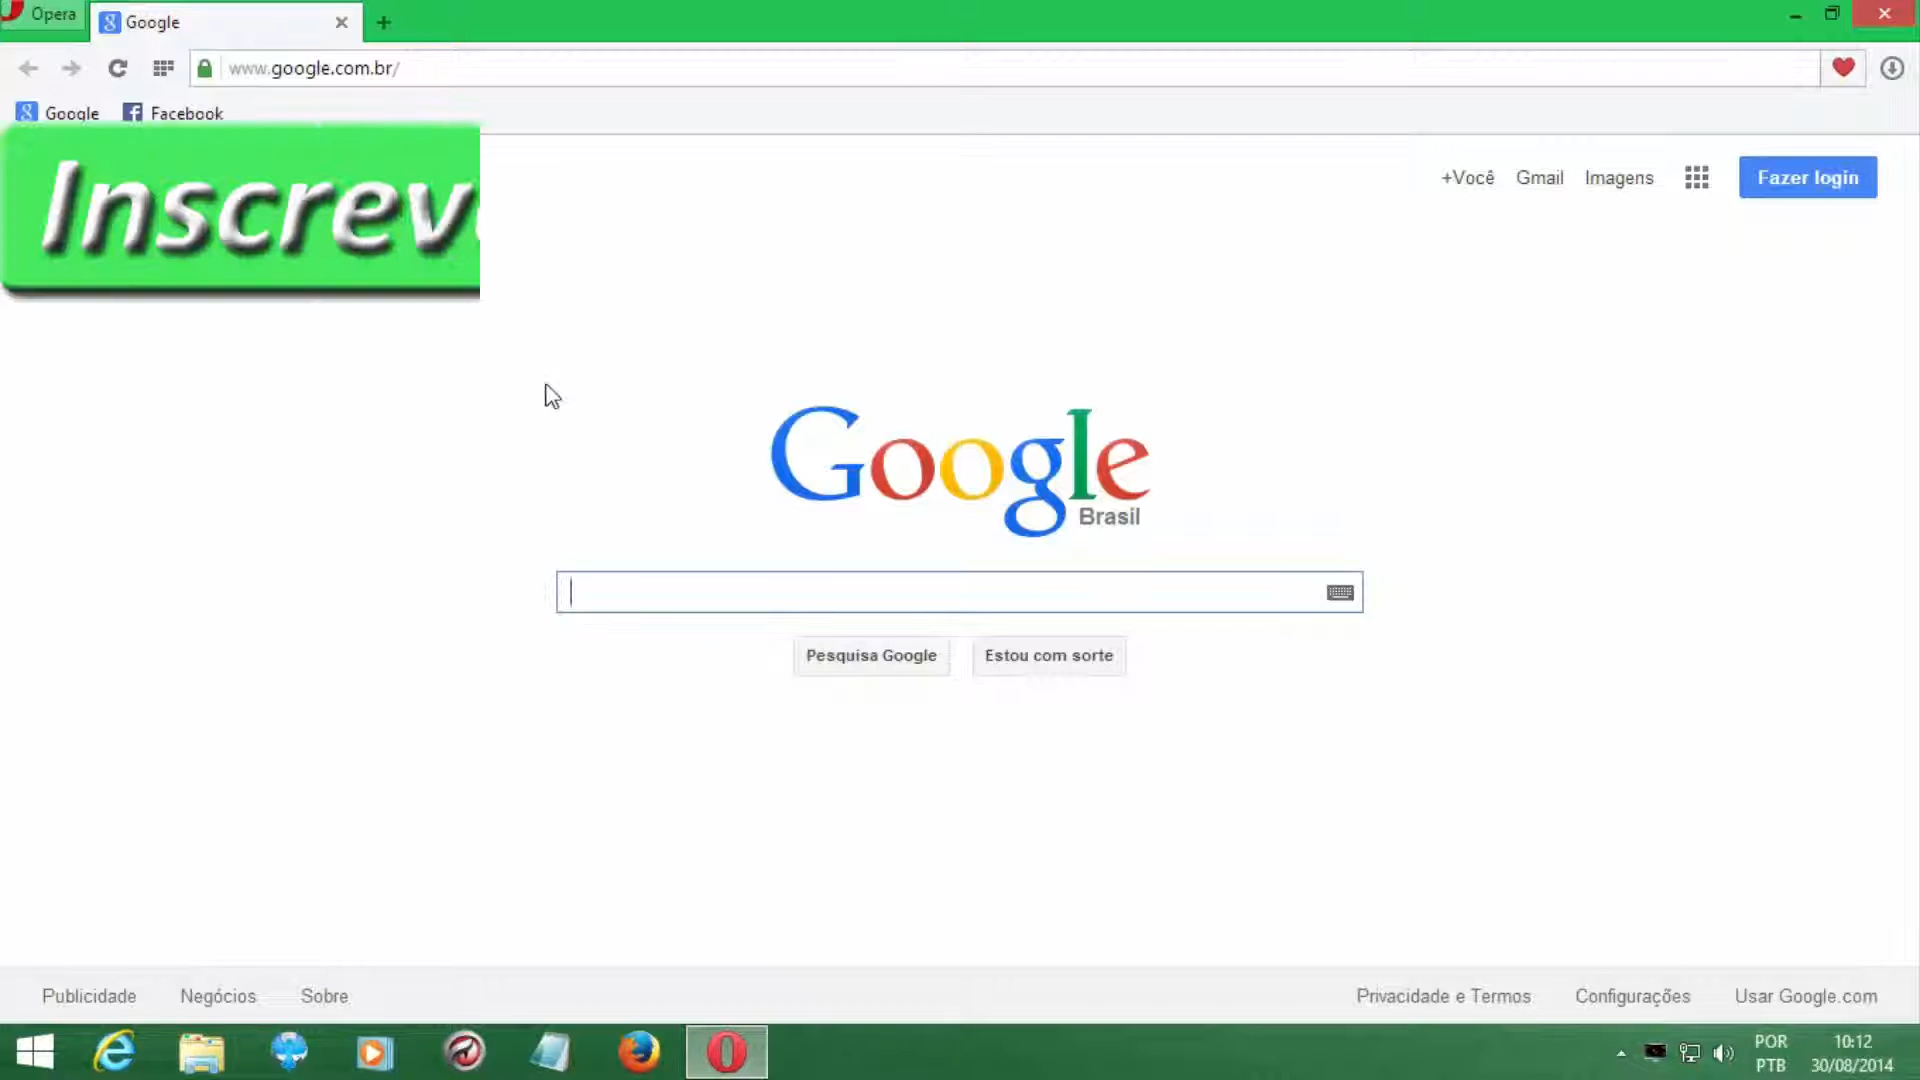 Opera
Google
www.google.com.br/
Google Facebook
+Você Gmail Imagens Fazer login
Google
Brasil
Pesquisa Google Estou com sorte
Publicidade Negócios Sobre Privacidade e Termos Configurações Usar Google.com
POR 10:12
PTB 30/08/2014